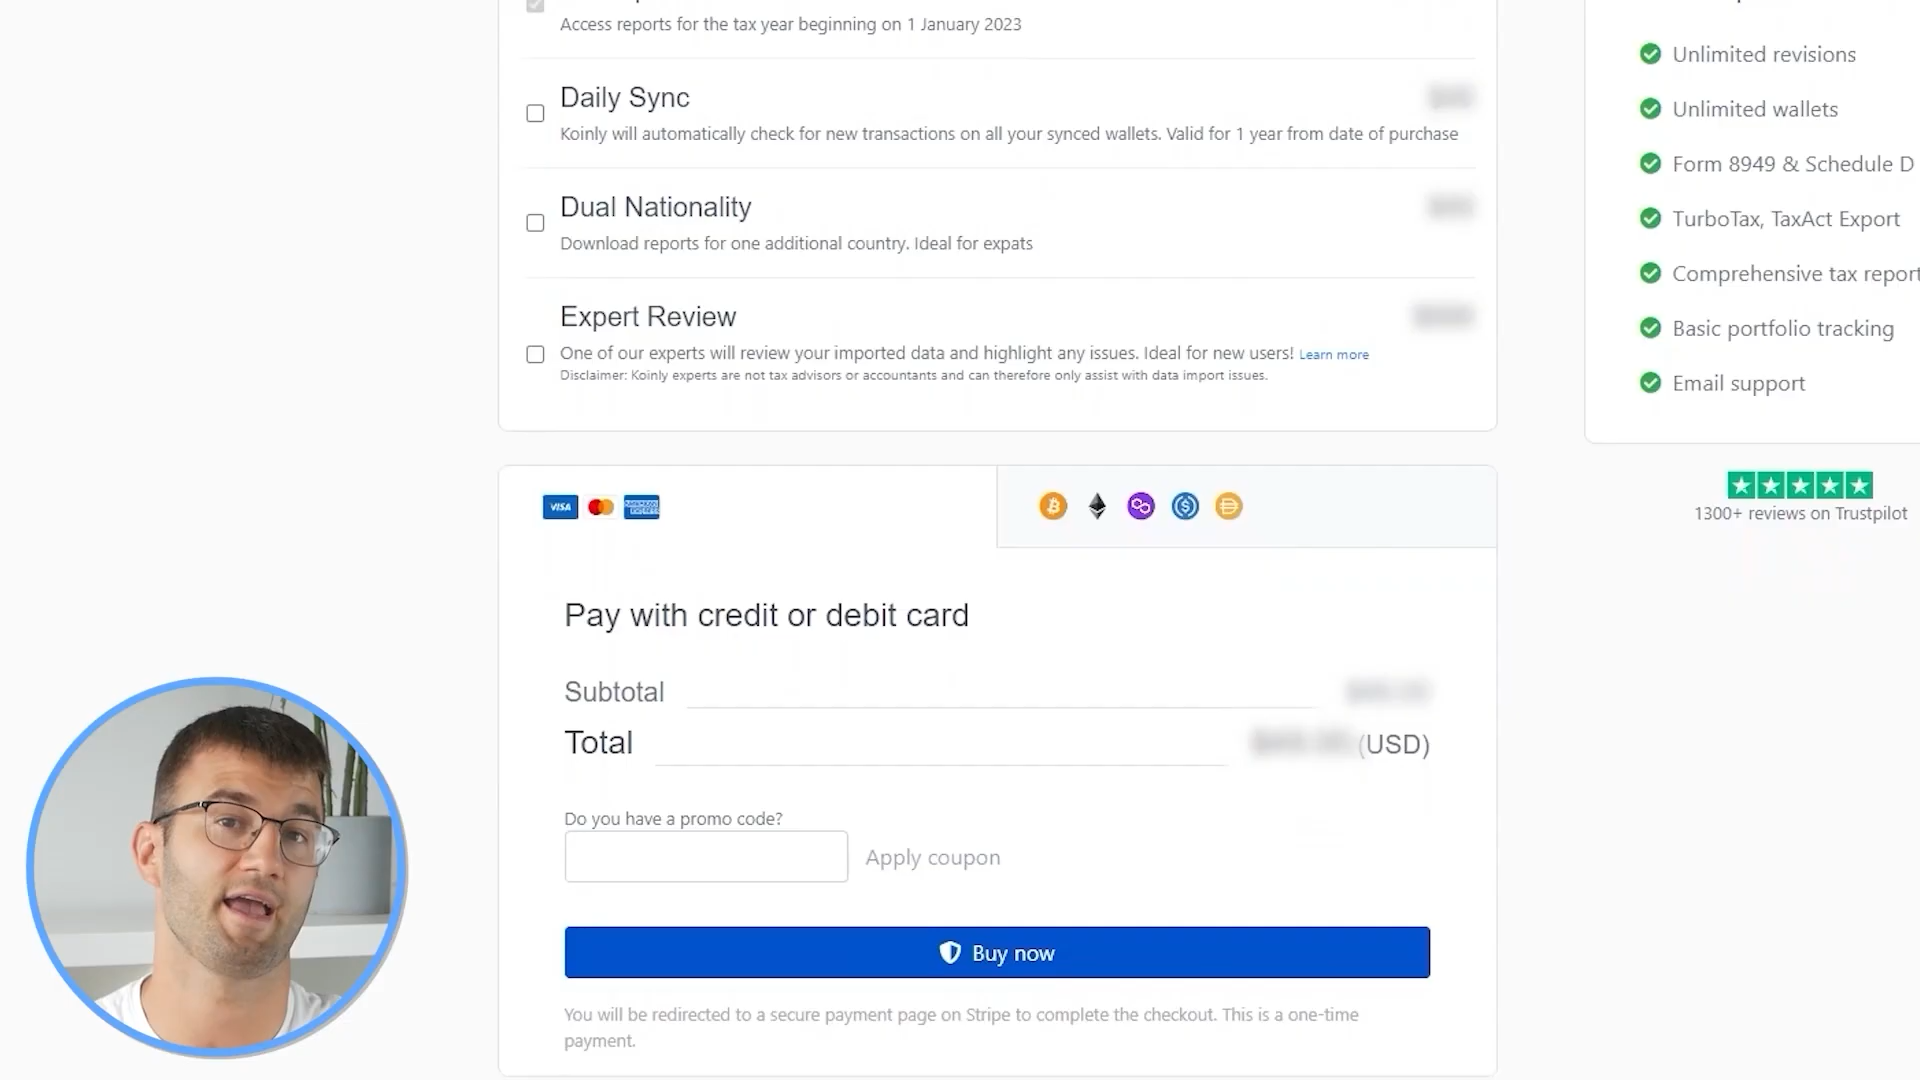 Access reports for the tax year beginning on 1 January 2023
Daily Sync
Koinly will automatically check for new transactions on all your synced wallets. Valid for 1 year from date of purchase
Dual Nationality
Download reports for one additional country. Ideal for expats
Expert Review
One of our experts will review your imported data and highlight any issues. Ideal for new users! Learn more
Disclaimer: Koinly experts are not tax advisors or accountants and can therefore only assist with data import issues.
Unlimited revisions
Unlimited wallets
Form 8949 & Schedule D
TurboTax, TaxAct Export
Comprehensive tax report
Basic portfolio tracking
Email support
1300+ reviews on Trustpilot
VISA
Pay with credit or debit card
Subtotal
Total (USD)
Do you have a promo code?
Apply coupon
Buy now
You will be redirected to a secure payment page on Stripe to complete the checkout. This is a one-time
payment.